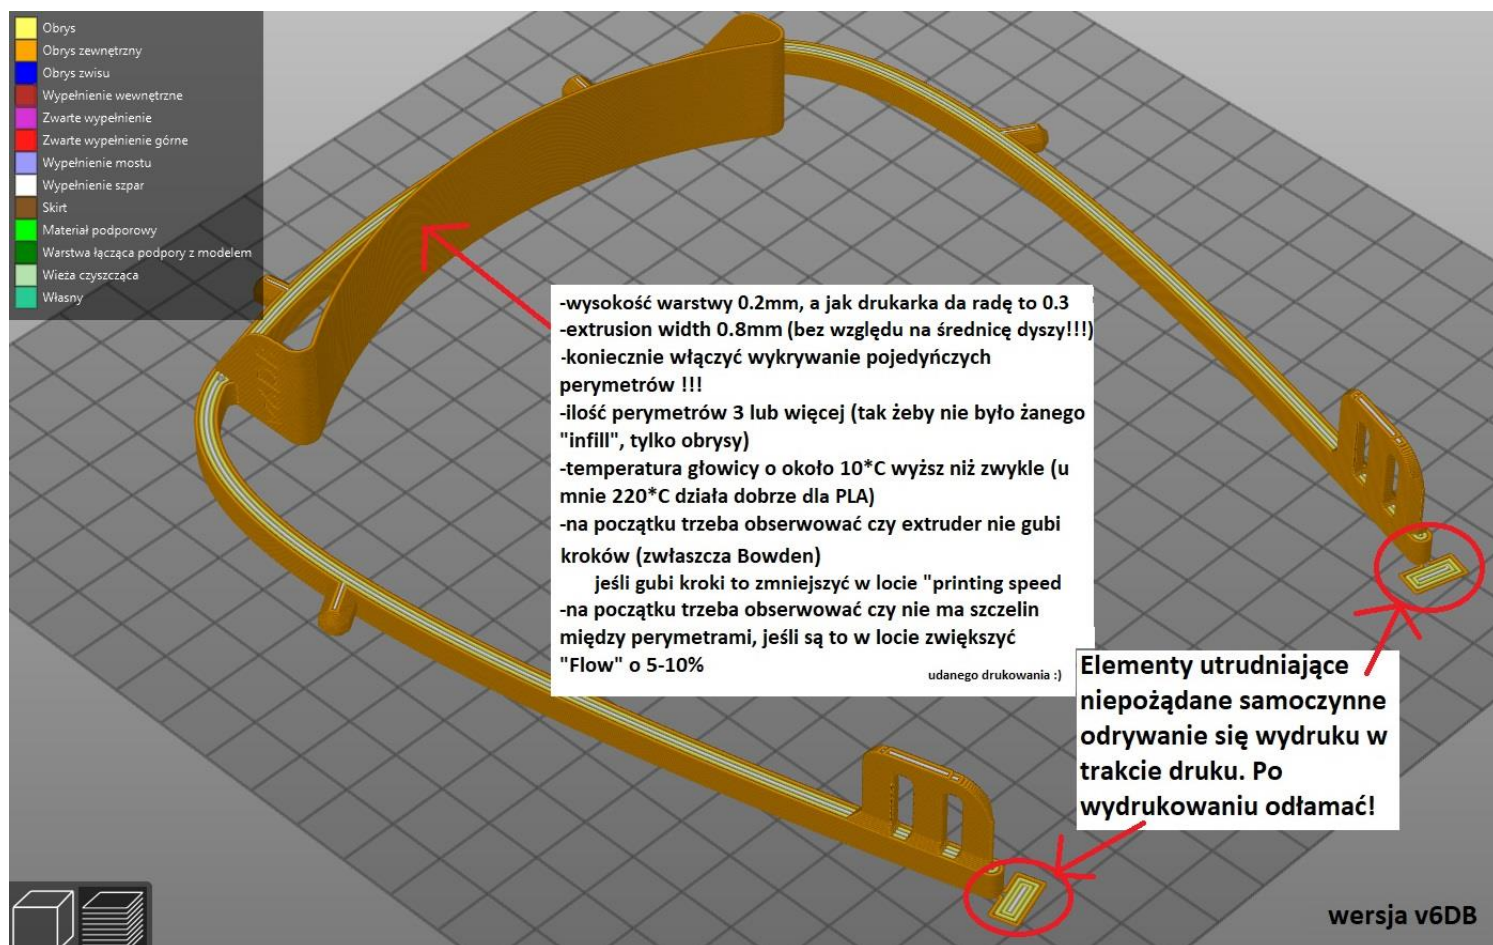 Obrys
Obrys zewnętrzny
Obrys zwisu
Wypełnienie wewnętrzne
Zwarte wypełnienie
Zwarte wypełnienie górne
Wypełnienie mostu
Wypełnienie szpar
Skirt
Materiał podporowy
Warstwa łącząca podpory z modelem
Wieża czyszcząca
Własny
-wysokość warstwy 0.2mm, a jak drukarka da radę to 0.3
-extrusion width 0.8mm (bez względu na średnicę dyszy!!!)
-koniecznie włączyć wykrywanie pojedyńczych
perymetrów !!!
-ilość perymetrów 3 lub więcej (tak żeby nie było żanego
"infill", tylko obrysy)
-temperatura głowicy o około 10*C wyższ niż zwykle (u
mnie 220*C działa dobrze dla PLA)
-na początku trzeba obserwować czy extruder nie gubi
kroków (zwłaszcza Bowden)
jeśli gubi kroki to zmniejszyć w locie "printing speed
-na początku trzeba obserwować czy nie ma szczelin
między perymetrami, jeśli są to w locie zwiększyć
"Flow" o 5-10%
udanego drukowania :)
Elementy utrudniające
niepożądane samoczynne
odrywanie się wydruku w
trakcie druku. Po
wydrukowaniu odłamać!
wersja v6DB